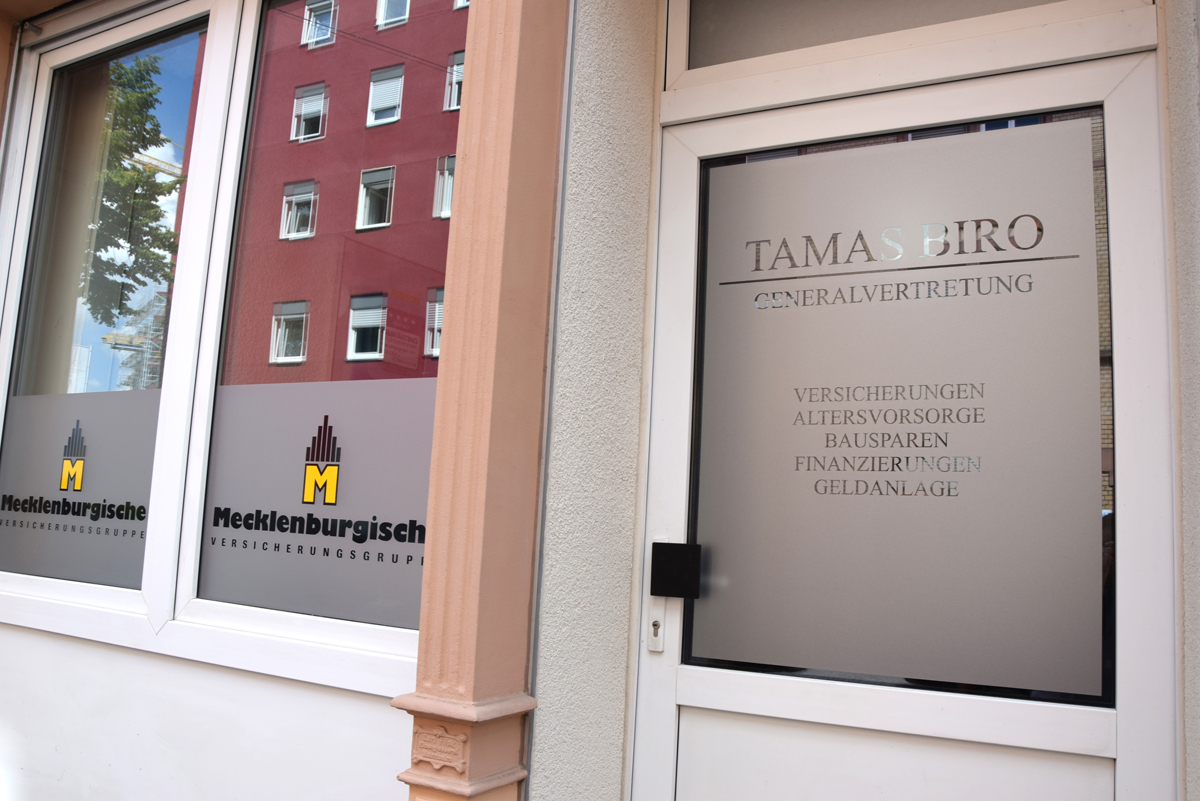 M
Mecklenburgische
VERSICHERUNGSGRUPPE
M
Mecklenburgisch
VERSICHERUNGSGRUPP
TAMAS BIRO
GENERALVERTRETUNG
VERSICHERUNGEN
ALTERSVORSORGE
BAUSPAREN
FINANZIERUNGEN
GELDANLAGE